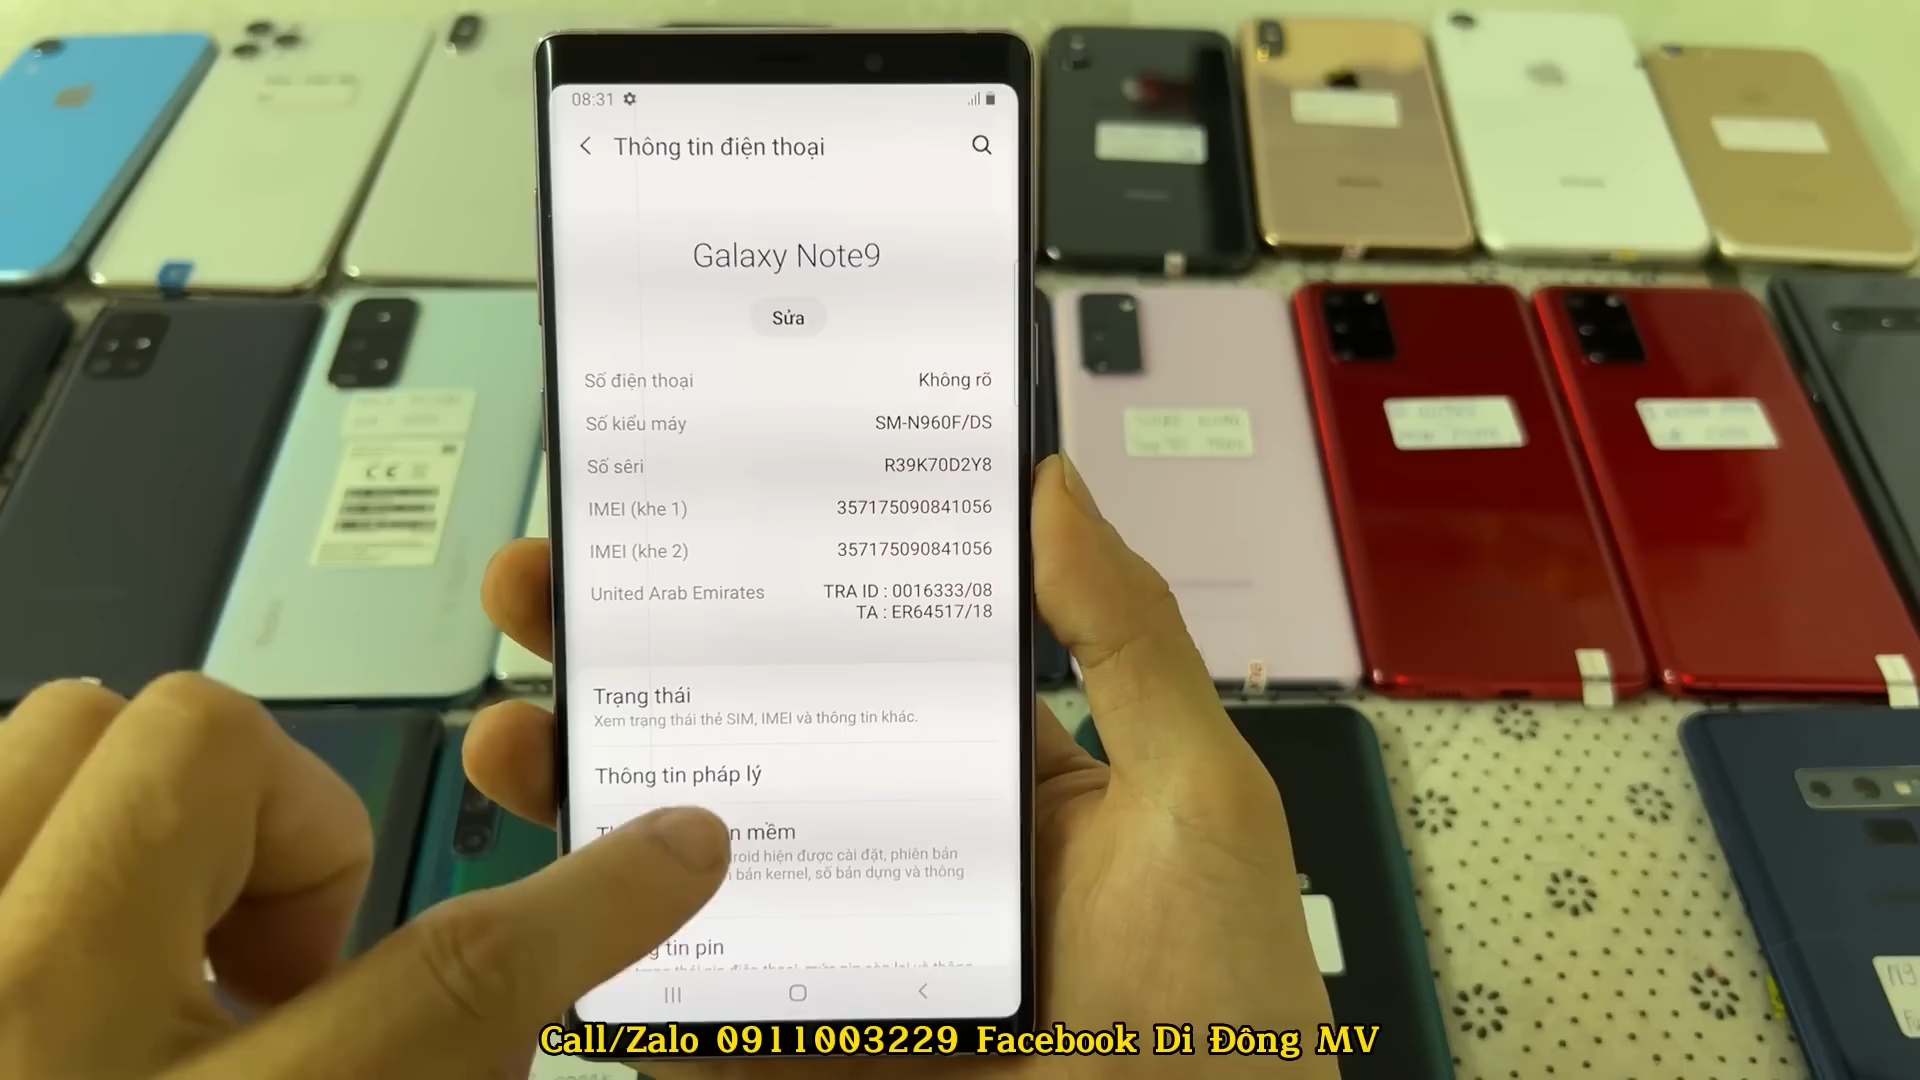 08:31
Thông tin điện thoại
Galaxy Note9
Sửa
Số điện thoại Không rõ
Số kiểu máy SM-N960F/DS
Số sêri R39K70D2Y8
IMEI (khe 1) 357175090841056
IMEI (khe 2) 357175090841056
United Arab Emirates TRA ID : 0016333/08
TA : ER64517/18
Trạng thái
Xem trạng thái thẻ SIM, IMEI và thông tin khác.
Thông tin pháp lý
mềm
hiện được cài đặt, phiên bản
bản kernel, số bản dựng và thông
tin pin
Call/Zalo 0911003229 Facebook Di Đông MV